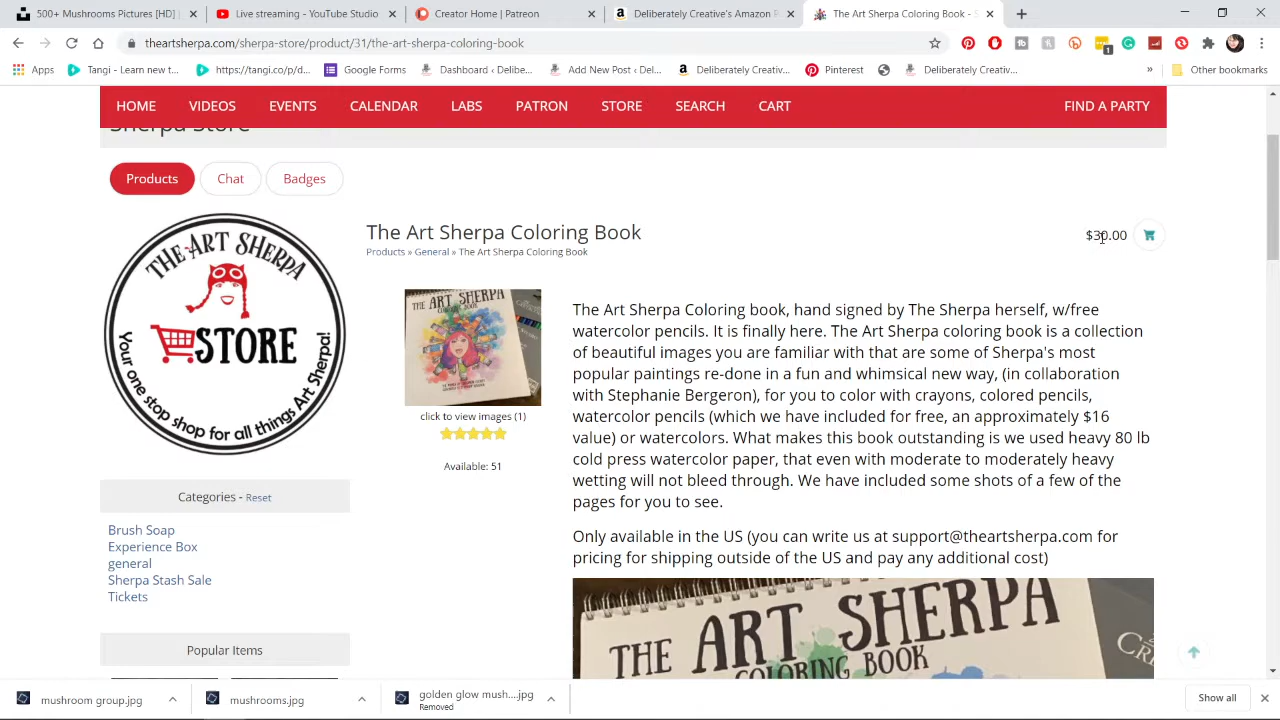 500+ Mushrooms Pictures [HD]
Live streaming - YouTube Studio
Creator Home | Patreon
Deliberately Creative's Amazon
The Art Sherpa Coloring Book -
theartsherpa.com/sherpa-store/product/31/the-art-sherpa-coloring-book
1
Apps
Tangi - Learn new t...
https://tangi.co/p/d...
Google Forms
Dashboard ‹ Delibe...
Add New Post ‹ Del...
Deliberately Creativ...
Pinterest
Deliberately Creativ...
»
Other bookmarks
HOME
VIDEOS
EVENTS
CALENDAR
LABS
PATRON
STORE
SEARCH
CART
FIND A PARTY
Sherpa Store
Products
Chat
Badges
THE ART SHERPA
STORE
Your one stop shop for all things Art Sherpa!
The Art Sherpa Coloring Book
$30.00
Products » General » The Art Sherpa Coloring Book
THE ART SHERPA
click to view images (1)
Available: 51
The Art Sherpa Coloring book, hand signed by The Sherpa herself, w/free
watercolor pencils. It is finally here. The Art Sherpa coloring book is a collection
of beautiful images you are familiar with that are some of Sherpa's most
popular paintings re-done in a fun and whimsical new way, (in collaboration
with Stephanie Bergeron), for you to color with crayons, colored pencils,
watercolor pencils (which we have included for free, an approximately $16
value) or watercolors. What makes this book outstanding is we used heavy 80 lb
cold press watercolor paper, that even with moderate to moderately heavy
wetting will not bleed through. We have included some shots of a few of the
pages for you to see.
Only available in the US (you can write us at support@theartsherpa.com for
pricing for shipping outside of the US and pay any additional cost)
THE ART SHERPA
COLORING BOOK
Categories - Reset
Brush Soap
Experience Box
general
Sherpa Stash Sale
Tickets
Popular Items
mushroom group.jpg
mushrooms.jpg
golden glow mush....jpg
Removed
Show all